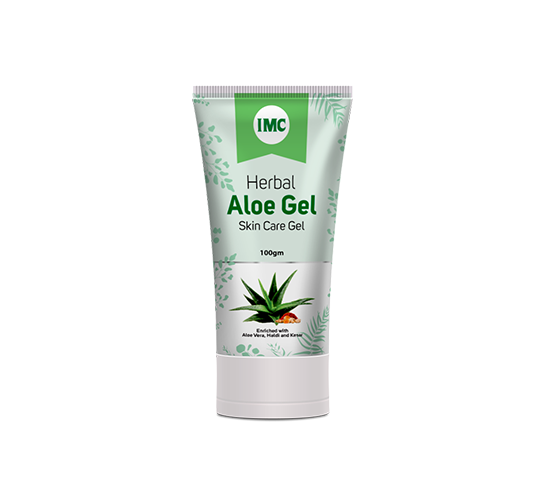 IMC
Herbal
Aloe Gel
Skin Care Gel
100gm
Enriched with
Aloe Vera, Haldi and Kesar